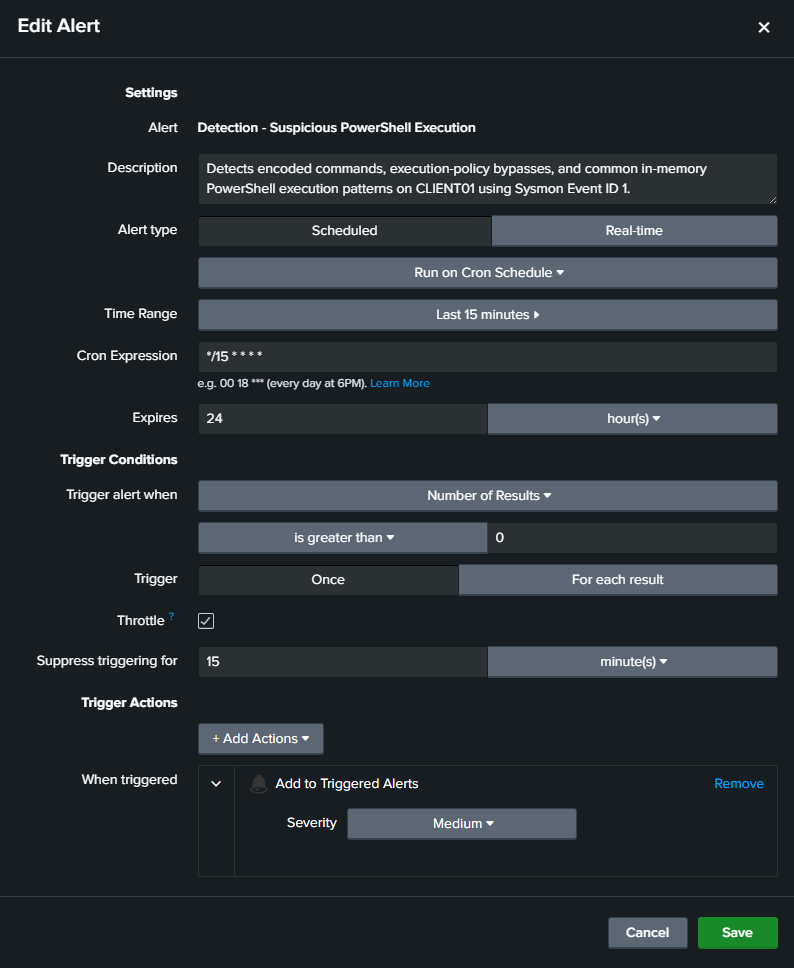 Edit Alert
Settings
Alert Detection - Suspicious PowerShell Execution
Description Detects encoded commands, execution-policy bypasses, and common in-memory
PowerShell execution patterns on CLIENT01 using Sysmon Event ID 1.
Alert type Scheduled Real-time
Run on Cron Schedule
Time Range Last 15 minutes
Cron Expression */15 * * * *
e.g. 00 18 *** (every day at 6PM). Learn More
Expires 24 hour(s)
Trigger Conditions
Trigger alert when Number of Results
is greater than 0
Trigger Once For each result
Throttle ?
Suppress triggering for 15 minute(s)
Trigger Actions
+ Add Actions
When triggered Add to Triggered Alerts Remove
Severity Medium
Cancel Save